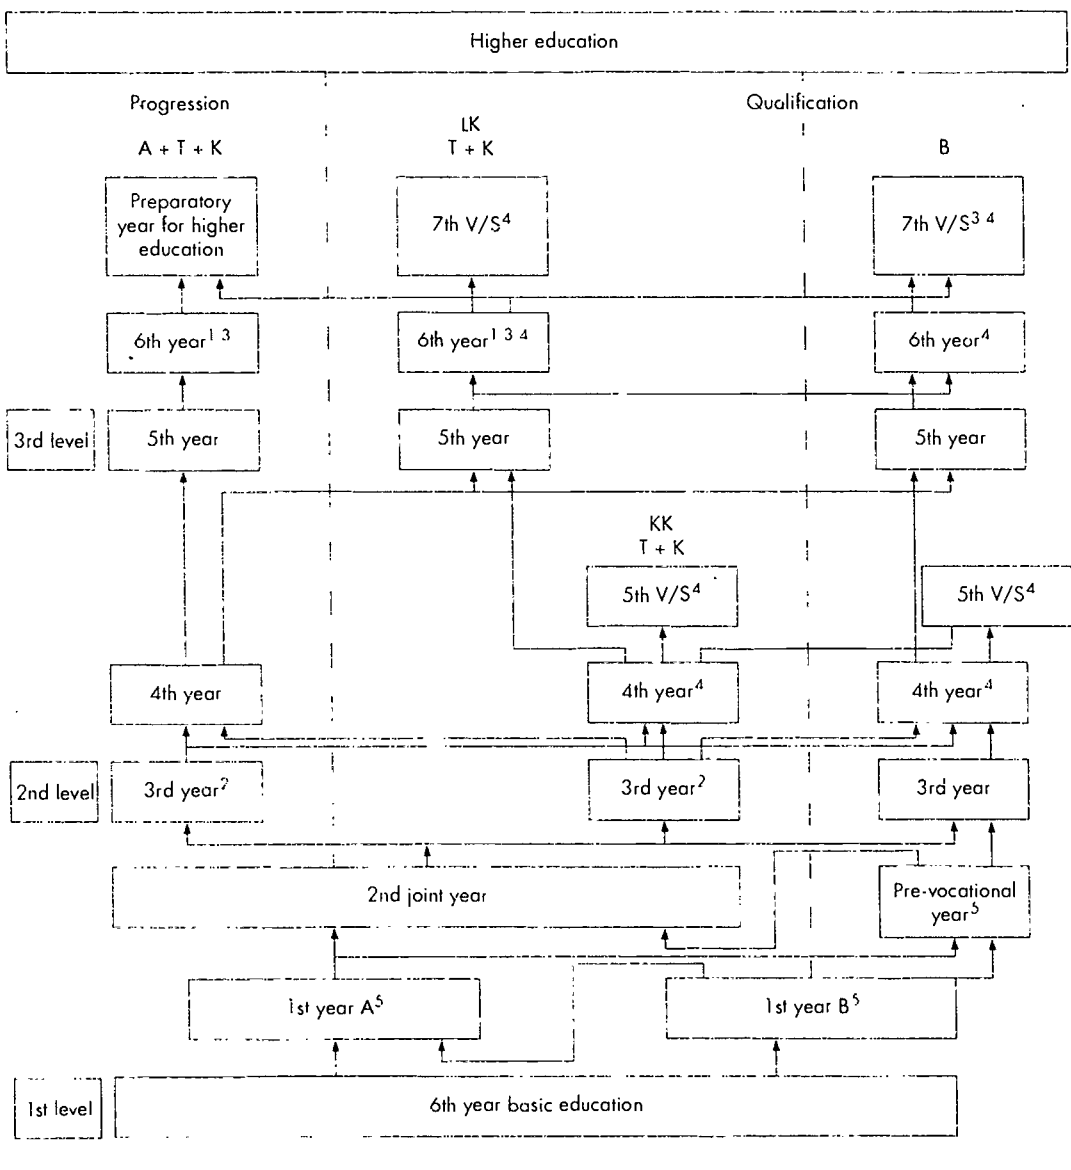 Higher education
Progression
Qualification
A + T + K
LK
T + K
B
Preparatory
year for higher
education
7th V/S⁴
7th V/S³ ⁴
6th year¹ ³
6th year¹ ³ ⁴
6th year⁴
3rd level
5th year
5th year
5th year
KK
T + K
5th V/S⁴
5th V/S⁴
4th year
4th year⁴
4th year⁴
2nd level
3rd year²
3rd year²
3rd year
2nd joint year
Pre-vocational
year⁵
1st year A⁵
1st year B⁵
1st level
6th year basic education